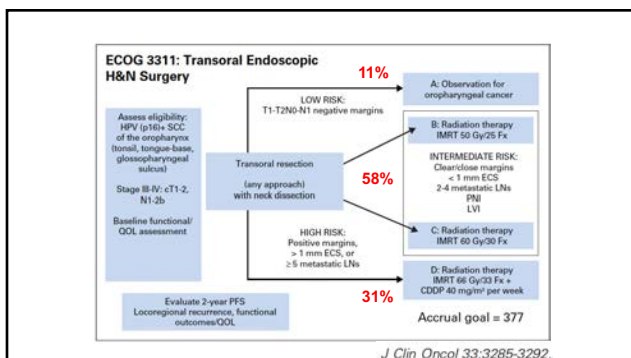 ECOG 3311: Transoral Endoscopic
H&N Surgery
Assess eligibility:
HPV (p16)+ SCC
of the oropharynx
(tonsil, tongue-base,
glossopharyngeal
sulcus)
Stage III-IV: cT1-2,
N1-2b
Baseline functional/
QOL assessment
Transoral resection
(any approach)
with neck dissection
11%
LOW RISK:
T1-T2N0-N1 negative margins
58%
HIGH RISK:
Positive margins,
> 1 mm ECS, or
≥ 5 metastatic LNs
31%
A: Observation for
oropharyngeal cancer
B: Radiation therapy
IMRT 50 Gy/25 Fx
INTERMEDIATE RISK:
Clear/close margins
< 1 mm ECS
2-4 metastatic LNs
PNI
LVI
C: Radiation therapy
IMRT 60 Gy/30 Fx
D: Radiation therapy
IMRT 66 Gy/33 Fx +
CDDP 40 mg/m² per week
Evaluate 2-year PFS
Locoregional recurrence, functional
outcomes/QOL
Accrual goal = 377
J Clin Oncol 33:3285-3292.